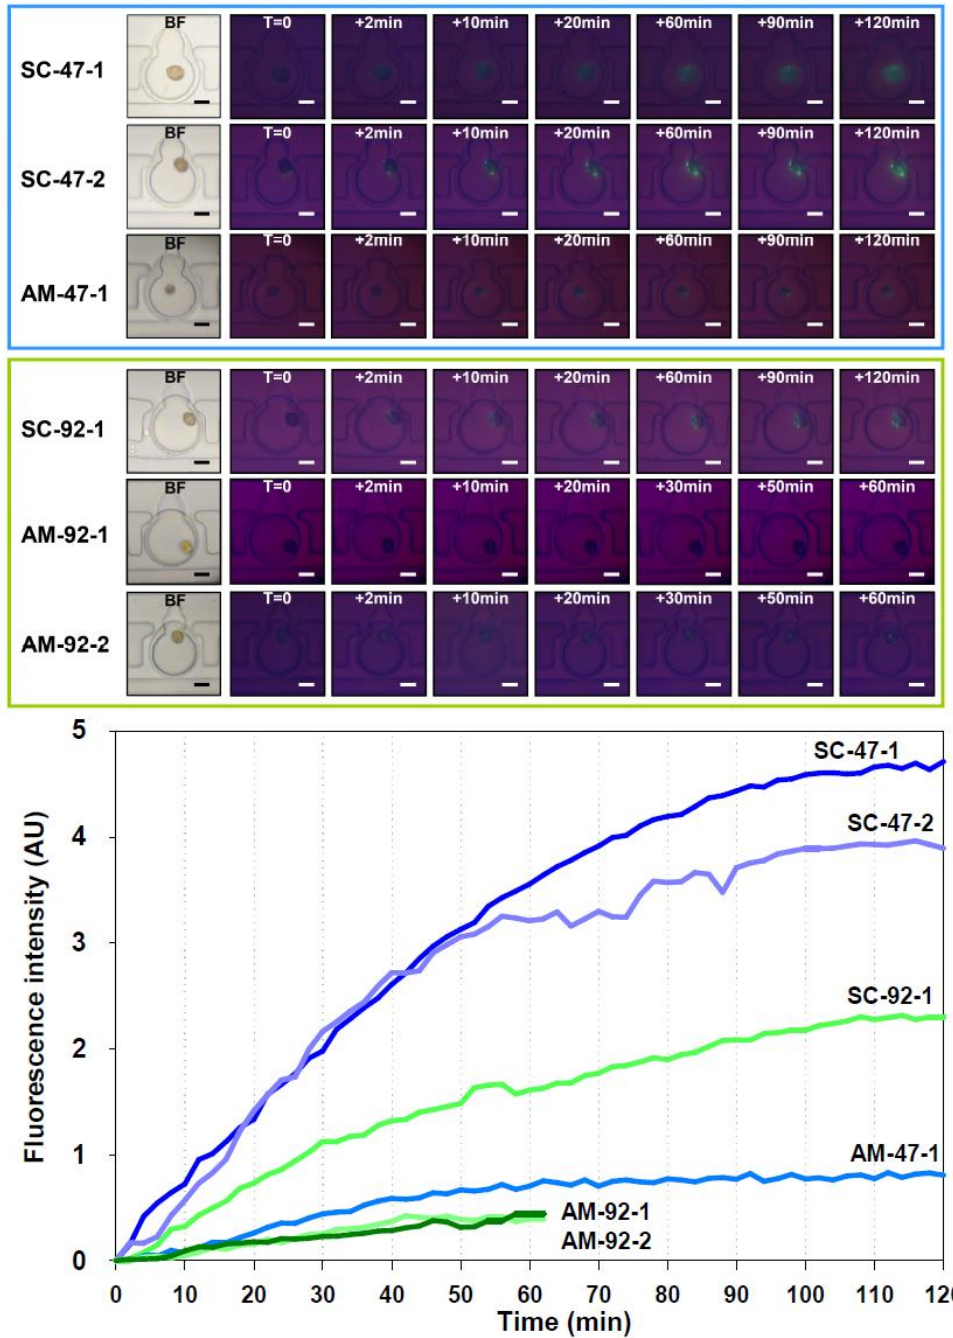 BF T=0 +2min +10min +20min +60min +90min +120min
SC-47-1
BF T=0 +2min +10min +20min +60min +90min +120min
SC-47-2
BF T=0 +2min +10min +20min +60min +90min +120min
AM-47-1
BF T=0 +2min +10min +20min +60min +90min +120min
SC-92-1
BF T=0 +2min +10min +20min +30min +50min +60min
AM-92-1
BF T=0 +2min +10min +20min +30min +50min +60min
AM-92-2
5
4
3
2
1
0
Fluorescence intensity (AU)
SC-47-1
SC-47-2
SC-92-1
AM-47-1
AM-92-1
AM-92-2
0 10 20 30 40 50 60 70 80 90 100 110 12
Time (min)